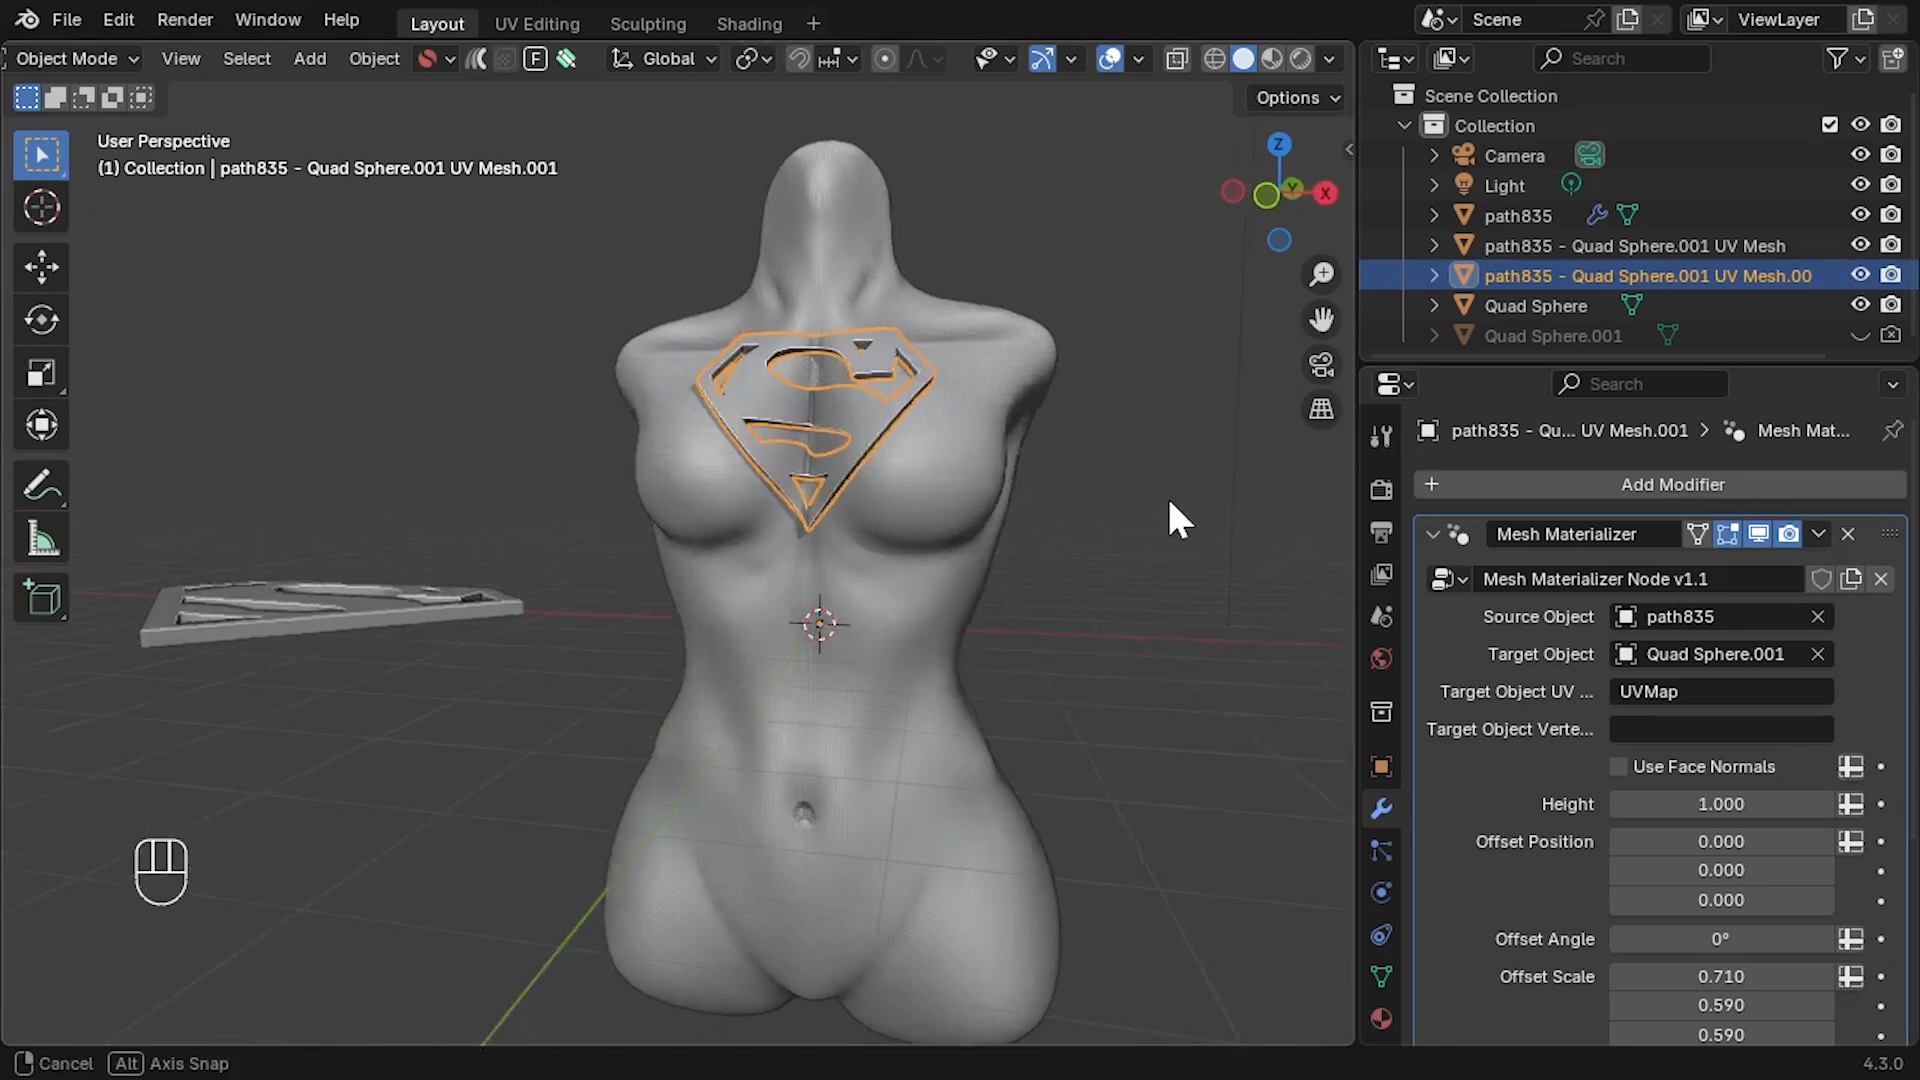 File Edit Render Window Help Layout UV Editing Sculpting Shading + Scene ViewLayer
Object Mode View Select Add Object F Global Search
Options
User Perspective
(1) Collection | path835 - Quad Sphere.001 UV Mesh.001
Z
Y
X
Scene Collection
Collection
Camera
Light
path835
path835 - Quad Sphere.001 UV Mesh
path835 - Quad Sphere.001 UV Mesh.00
Quad Sphere
Quad Sphere.001
Search
path835 - Qu... UV Mesh.001 > Mesh Mat...
+ Add Modifier
Mesh Materializer
Mesh Materializer Node v1.1
Source Object path835
Target Object Quad Sphere.001
Target Object UV ... UVMap
Target Object Verte...
Use Face Normals
Height 1.000
Offset Position 0.000
0.000
0.000
Offset Angle 0°
Offset Scale 0.710
0.590
0.590
Cancel Alt Axis Snap 4.3.0